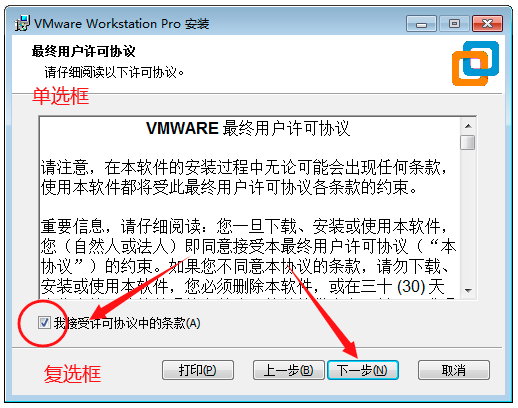 VMware Workstation Pro 安装
最终用户许可协议
请仔细阅读以下许可协议。
单选框
VMWARE 最终用户许可协议
请注意，在本软件的安装过程中无论可能会出现任何条款，
使用本软件都将受此最终用户许可协议各条款的约束。
重要信息，请仔细阅读：您一旦下载、安装或使用本软件，
您（自然人或法人）即同意接受本最终用户许可协议（“本
协议”）的约束。如果您不同意本协议的条款，请勿下载、
安装或使用本软件，您必须删除本软件，或在三十 (30) 天
我接受许可协议中的条款(A)
复选框
打印(P)
上一步(B)
下一步(N)
取消